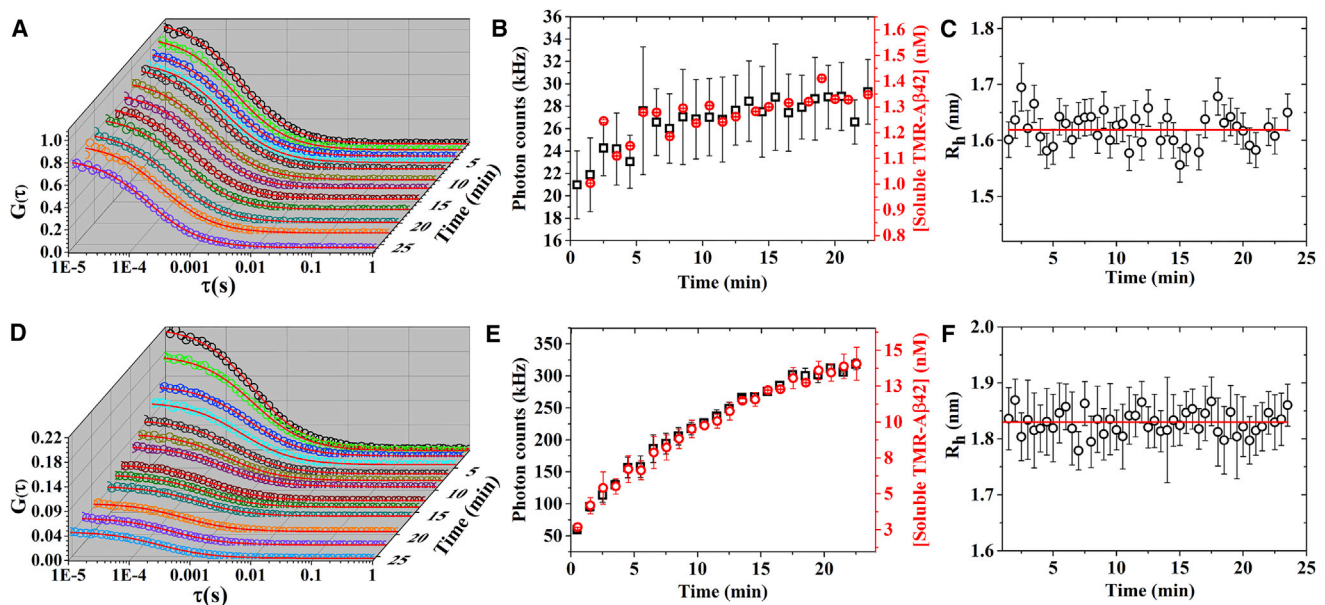 A
1.0
0.8
0.6
0.4
0.2
0.0
G(τ)
1E-5 1E-4 0.001 0.01 0.1 1
τ(s)
5
10
15
20
25
Time (min)
B
36
34
32
30
28
26
24
22
20
18
16
Photon counts (kHz)
0 5 10 15 20
Time (min)
1.6
1.5
1.4
1.3
1.2
1.1
1.0
0.9
0.8
[Soluble TMR-Aβ42] (nM)
C
1.8
1.7
1.6
1.5
Rh (nm)
5 10 15 20 25
Time (min)
D
0.22
0.18
0.14
0.09
0.04
0.00
G(τ)
1E-5 1E-4 0.001 0.01 0.1 1
τ(s)
5
10
15
20
25
Time (min)
E
350
300
250
200
150
100
50
Photon counts (kHz)
0 5 10 15 20
Time (min)
15
13
10
8
5
3
[Soluble TMR-Aβ42] (nM)
F
2.0
1.9
1.8
1.7
1.6
Rh (nm)
5 10 15 20 25
Time (min)